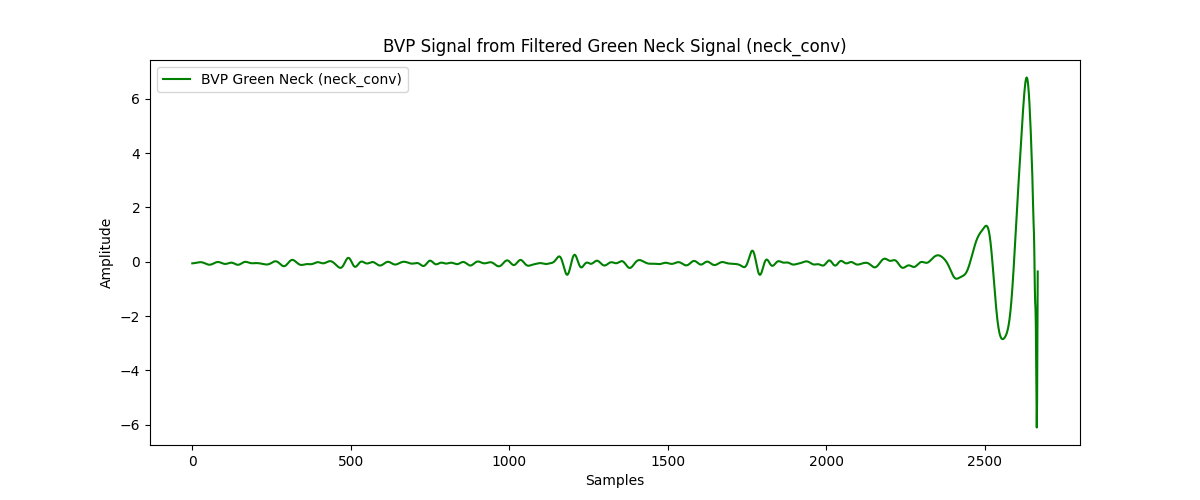 BVP Signal from Filtered Green Neck Signal (neck_conv)
BVP Green Neck (neck_conv)
6
4
2
0
−2
−4
−6
Amplitude
0 500 1000 1500 2000 2500
Samples